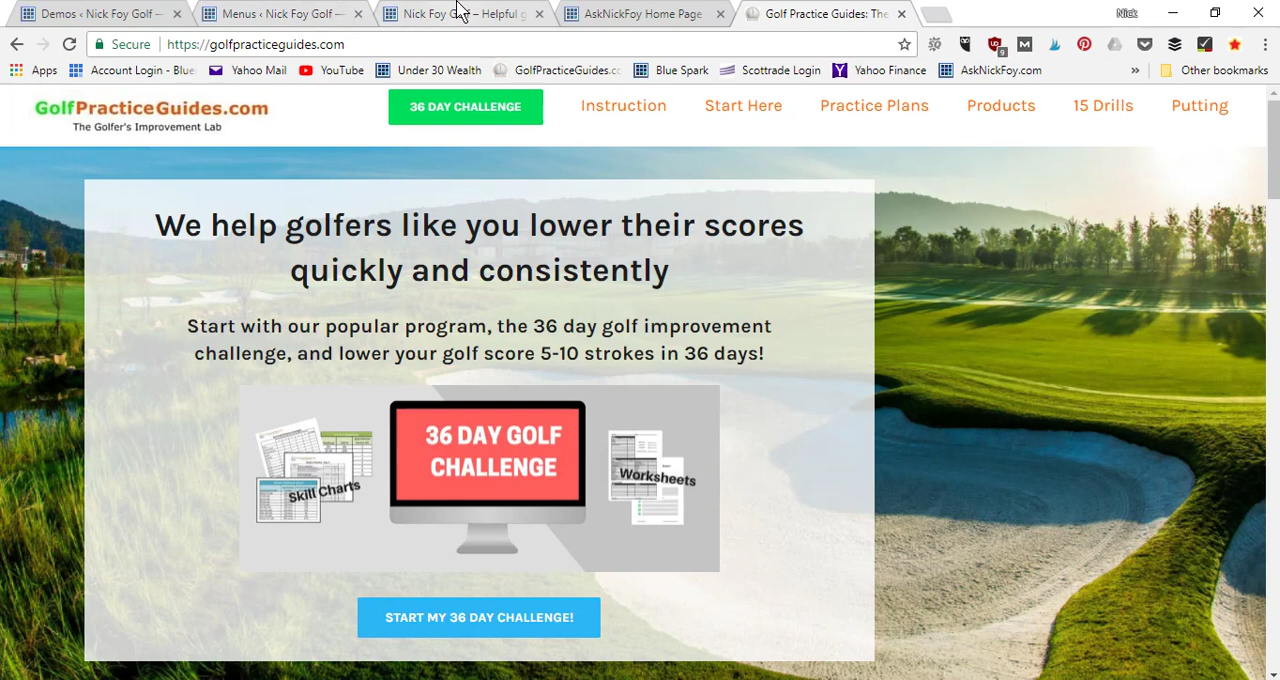 Demos ‹ Nick Foy Golf –
Menus ‹ Nick Foy Golf —
Nick Foy G – Helpful g
AskNickFoy Home Page
Golf Practice Guides: The
Nick
Secure
https://golfpracticeguides.com
9
Apps
Account Login - Blue
Yahoo Mail
YouTube
Under 30 Wealth
GolfPracticeGuides.cc
Blue Spark
Scottrade Login
Yahoo Finance
AskNickFoy.com
»
Other bookmarks
GolfPracticeGuides.com
The Golfer's Improvement Lab
36 DAY CHALLENGE
Instruction
Start Here
Practice Plans
Products
15 Drills
Putting
We help golfers like you lower their scores
quickly and consistently
Start with our popular program, the 36 day golf improvement
challenge, and lower your golf score 5-10 strokes in 36 days!
Skill Charts
36 DAY GOLF
CHALLENGE
Worksheets
START MY 36 DAY CHALLENGE!